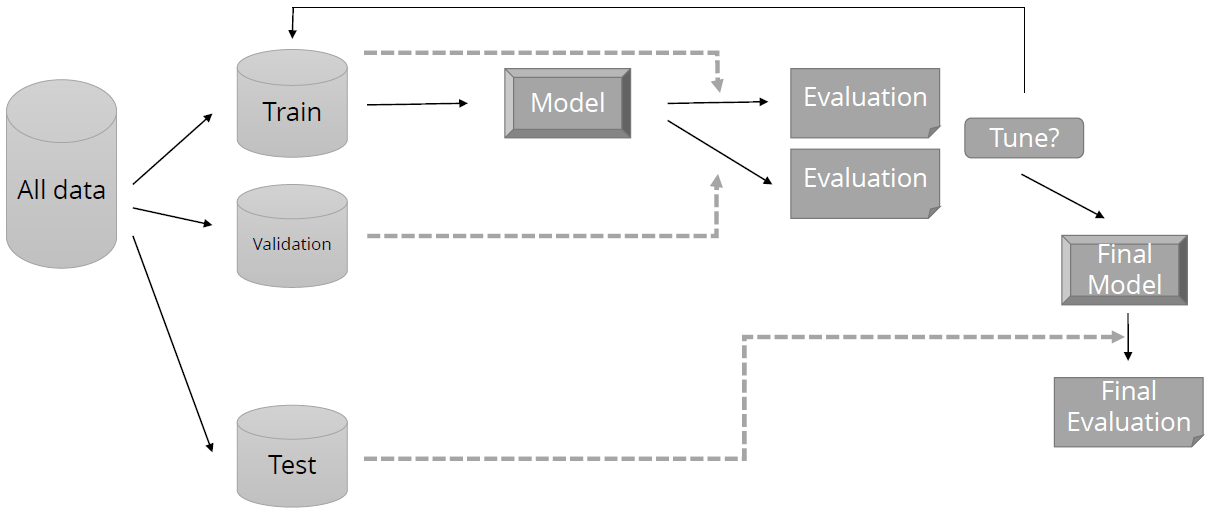 All data
Train
Validation
Test
Model
Evaluation
Evaluation
Tune?
Final
Model
Final
Evaluation